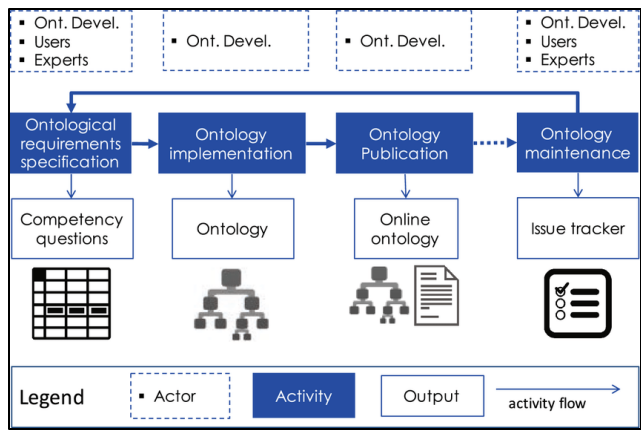 ▪ Ont. Devel.
▪ Users
▪ Experts
▪ Ont. Devel.
▪ Ont. Devel.
▪ Ont. Devel.
▪ Users
▪ Experts
Ontological
requirements
specification
Ontology
implementation
Ontology
Publication
Ontology
maintenance
Competency
questions
Ontology
Online
ontology
Issue tracker
Legend
▪ Actor
Activity
Output
activity flow